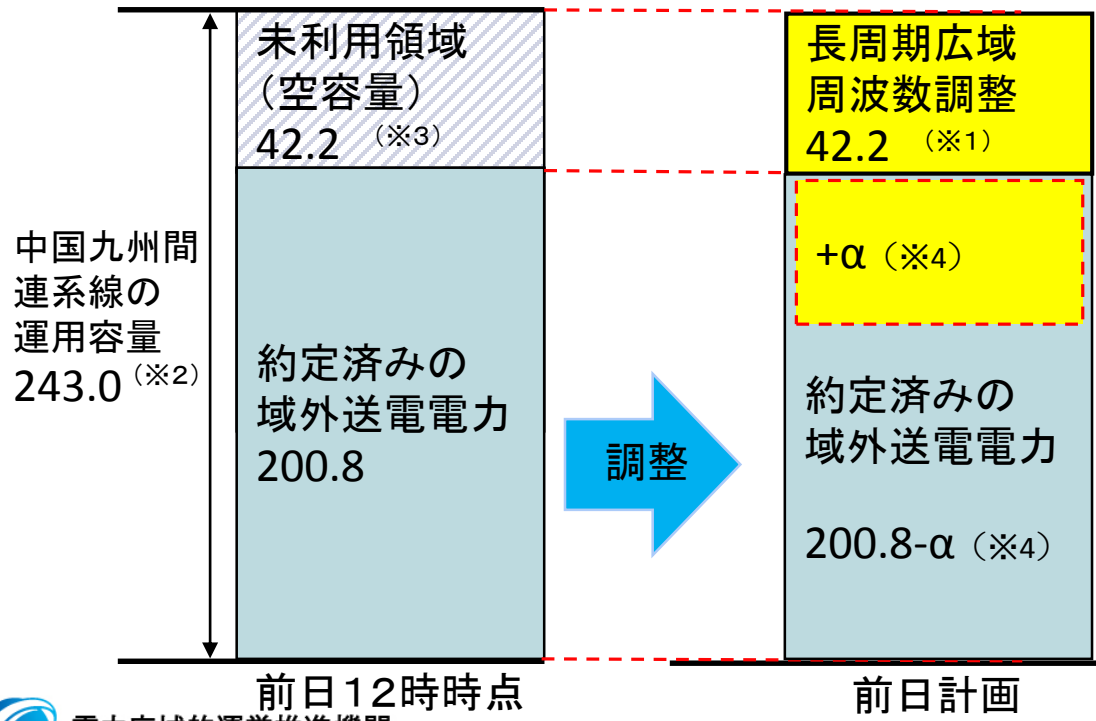 未利用領域
(空容量)
42.2 (※3)
中国九州間
連系線の
運用容量
243.0(※2)
約定済みの
域外送電電力
200.8
前日12時時点
調整
長周期広域
周波数調整
42.2 (※1)
+α(※4)
約定済みの
域外送電電力
200.8-α(※4)
前日計画